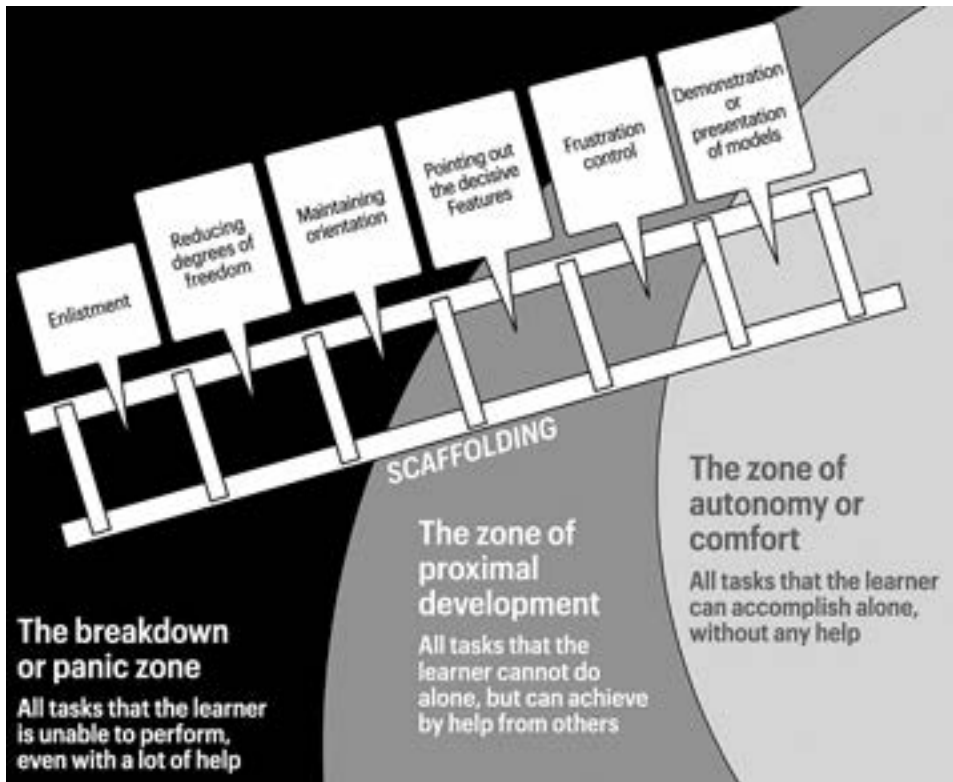 Enlistment
Reducing
degrees of
freedom
Maintaining
orientation
Pointing out
the decisive
Features
Frustration
control
Demonstration
or
presentation
of models
SCAFFOLDING
The breakdown
or panic zone
All tasks that the learner
is unable to perform,
even with a lot of help
The zone of
proximal
development
All tasks that the
learner cannot do
alone, but can achieve
by help from others
The zone of
autonomy or
comfort
All tasks that the learner
can accomplish alone,
without any help